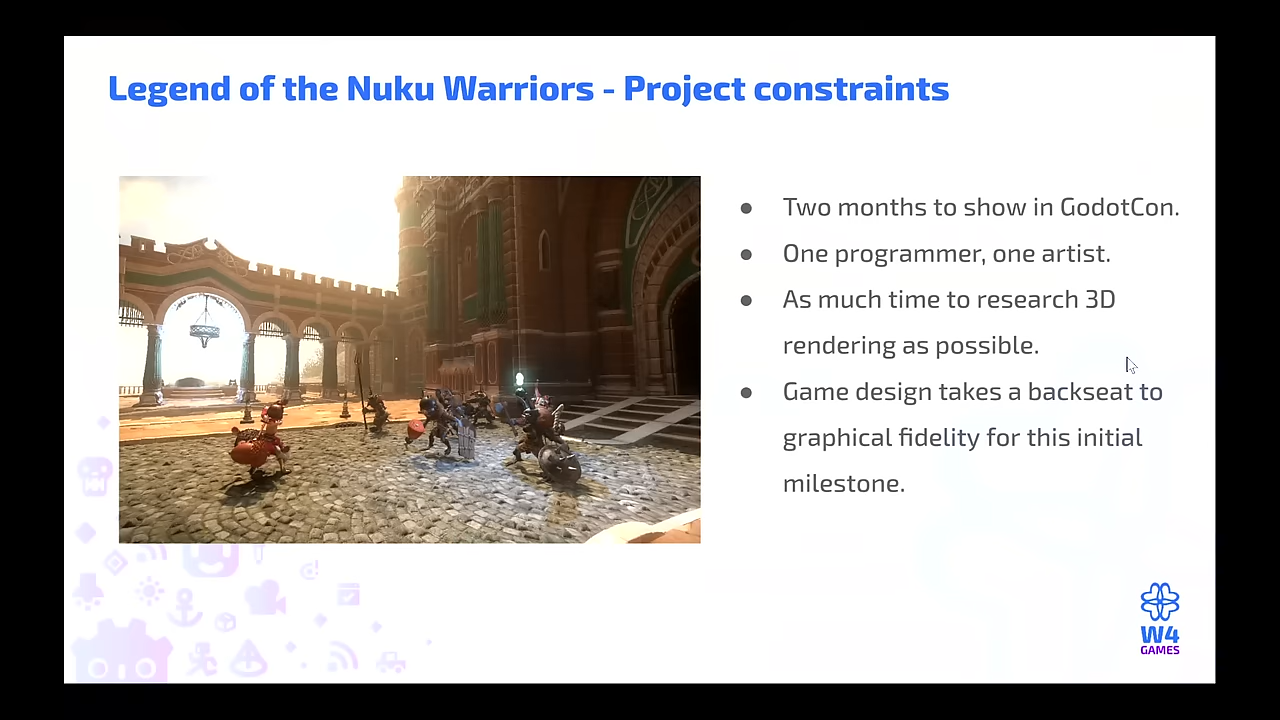 Legend of the Nuku Warriors - Project constraints
● Two months to show in GodotCon.
● One programmer, one artist.
● As much time to research 3D
rendering as possible.
● Game design takes a backseat to
graphical fidelity for this initial
milestone.
W4
GAMES